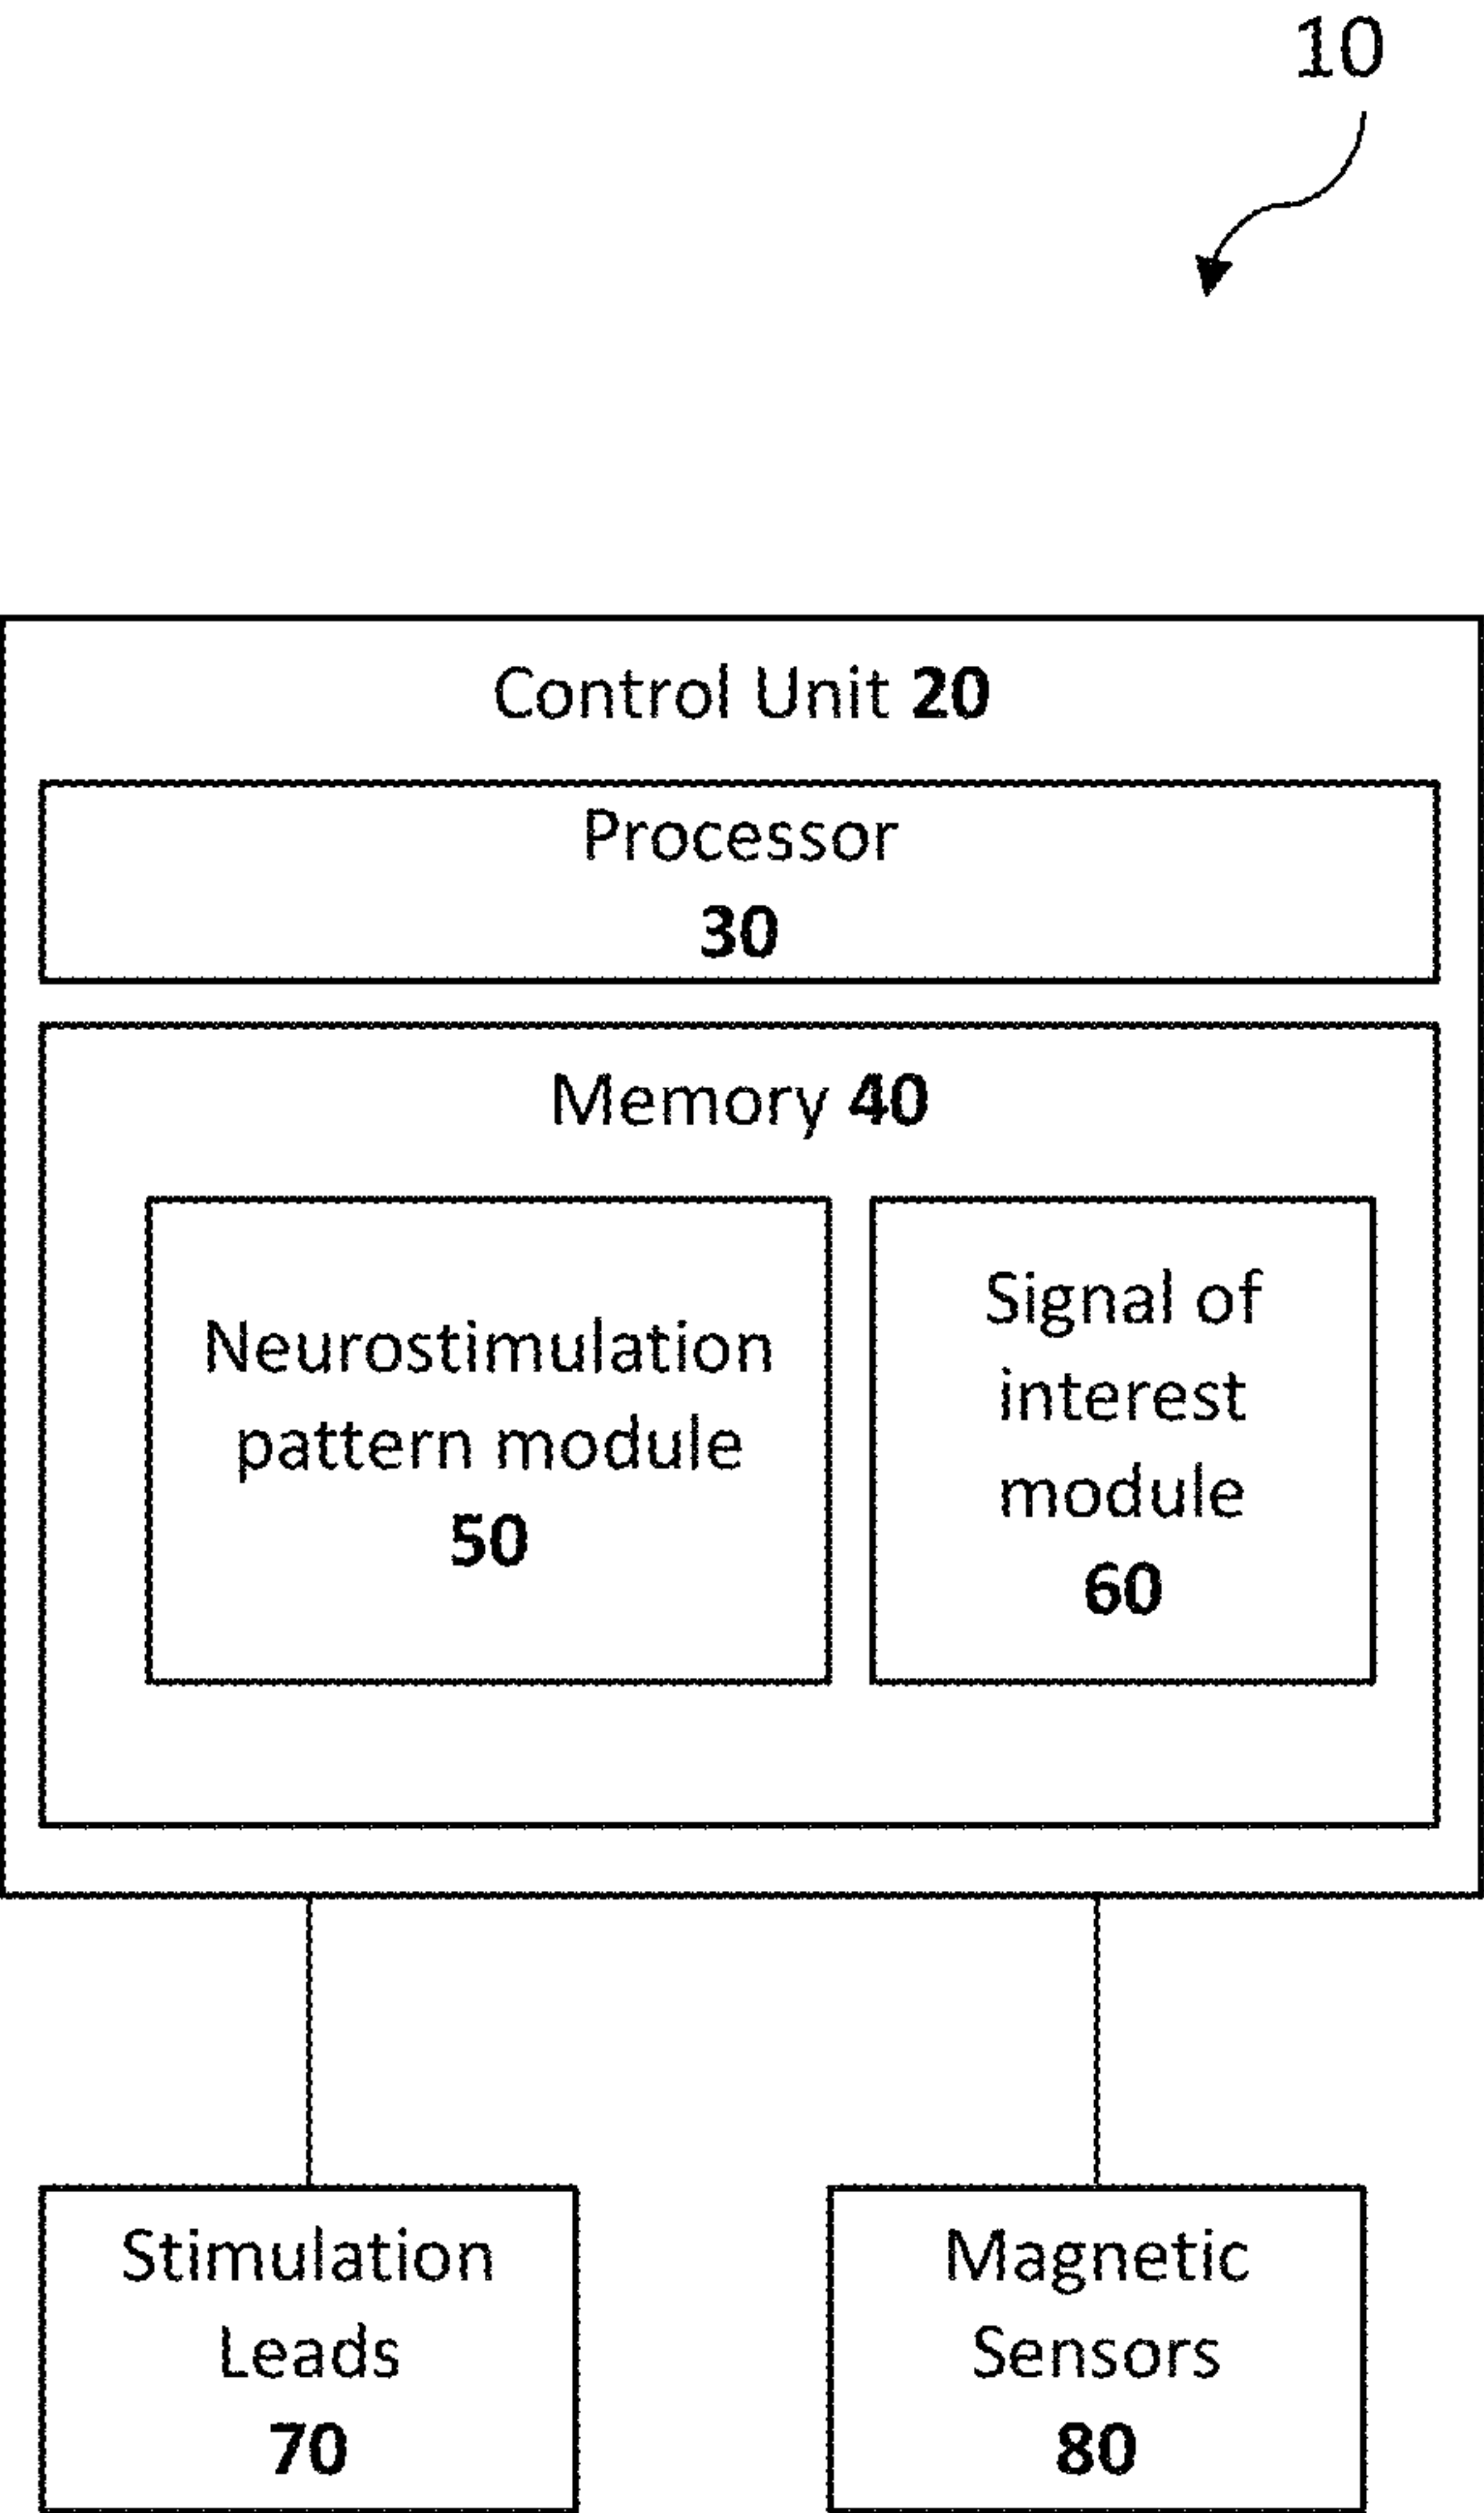 10
Control Unit 20
Processor
30
Memory 40
Neurostimulation
pattern module
50
Signal of
interest
module
60
Stimulation
Leads
70
Magnetic
Sensors
80